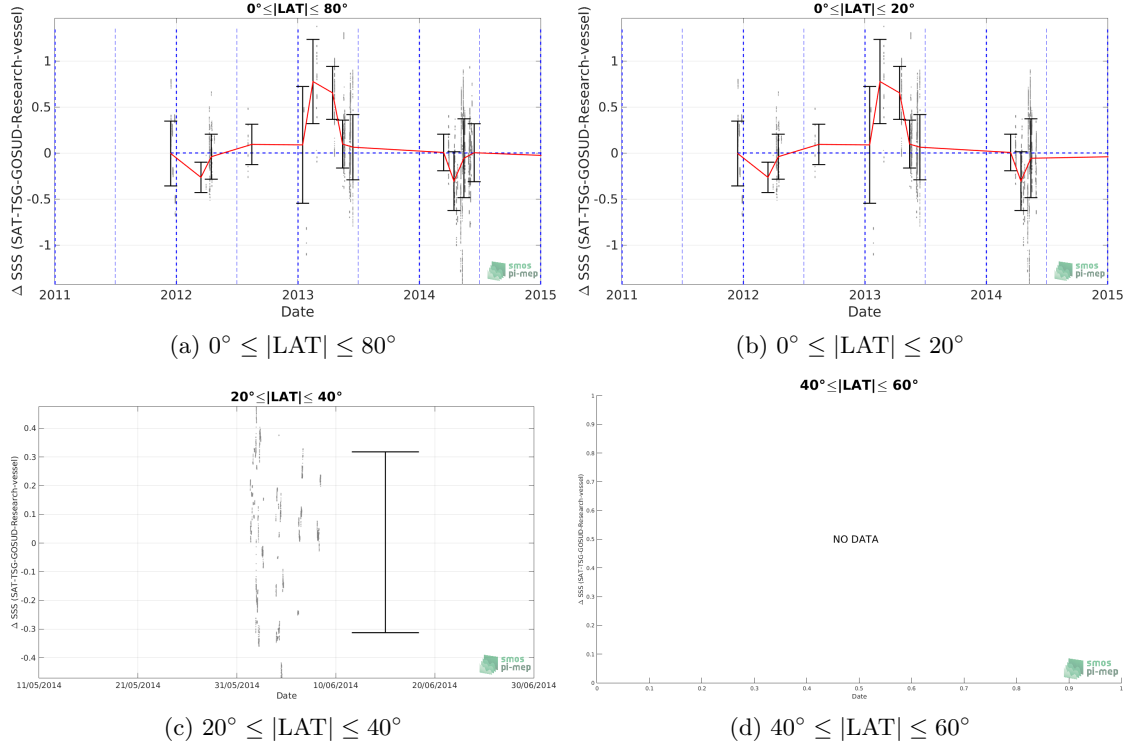 0°≤|LAT|≤ 80°
Δ SSS (SAT-TSG-GOSUD-Research-vessel)
1
0.5
0
-0.5
-1
2011
2012
2013
2014
2015
Date
smos
pi-mep
(a) 0° ≤ |LAT| ≤ 80°
0°≤|LAT|≤ 20°
Δ SSS (SAT-TSG-GOSUD-Research-vessel)
1
0.5
0
-0.5
-1
2011
2012
2013
2014
2015
Date
smos
pi-mep
(b) 0° ≤ |LAT| ≤ 20°
20°≤|LAT|≤ 40°
Δ SSS (SAT-TSG-GOSUD-Research-vessel)
0.4
0.3
0.2
0.1
0
-0.1
-0.2
-0.3
-0.4
11/05/2014
21/05/2014
31/05/2014
10/06/2014
20/06/2014
30/06/2014
Date
smos
pi-mep
(c) 20° ≤ |LAT| ≤ 40°
40°≤|LAT|≤ 60°
Δ SSS (SAT-TSG-GOSUD-Research-vessel)
1
0.9
0.8
0.7
0.6
0.5
0.4
0.3
0.2
0.1
0
NO DATA
0
0.1
0.2
0.3
0.4
0.5
0.6
0.7
0.8
0.9
1
Date
smos
pi-mep
(d) 40° ≤ |LAT| ≤ 60°